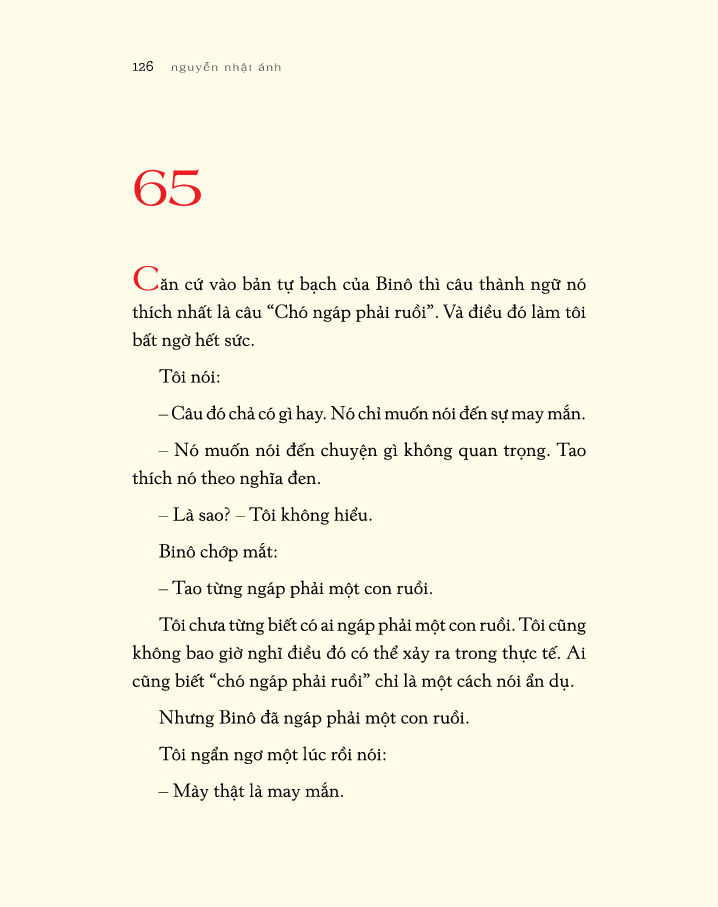 126 nguyễn nhật ánh
65
Căn cứ vào bản tự bạch của Binô thì câu thành ngữ nó
thích nhất là câu “Chó ngáp phải ruồi”. Và điều đó làm tôi
bất ngờ hết sức.
Tôi nói:
– Câu đó chả có gì hay. Nó chỉ muốn nói đến sự may mắn.
– Nó muốn nói đến chuyện gì không quan trọng. Tao
thích nó theo nghĩa đen.
– Là sao? – Tôi không hiểu.
Binô chớp mắt:
– Tao từng ngáp phải một con ruồi.
Tôi chưa từng biết có ai ngáp phải một con ruồi. Tôi cũng
không bao giờ nghĩ điều đó có thể xảy ra trong thực tế. Ai
cũng biết “chó ngáp phải ruồi” chỉ là một cách nói ẩn dụ.
Nhưng Binô đã ngáp phải một con ruồi.
Tôi ngẩn ngơ một lúc rồi nói:
– Mày thật là may mắn.